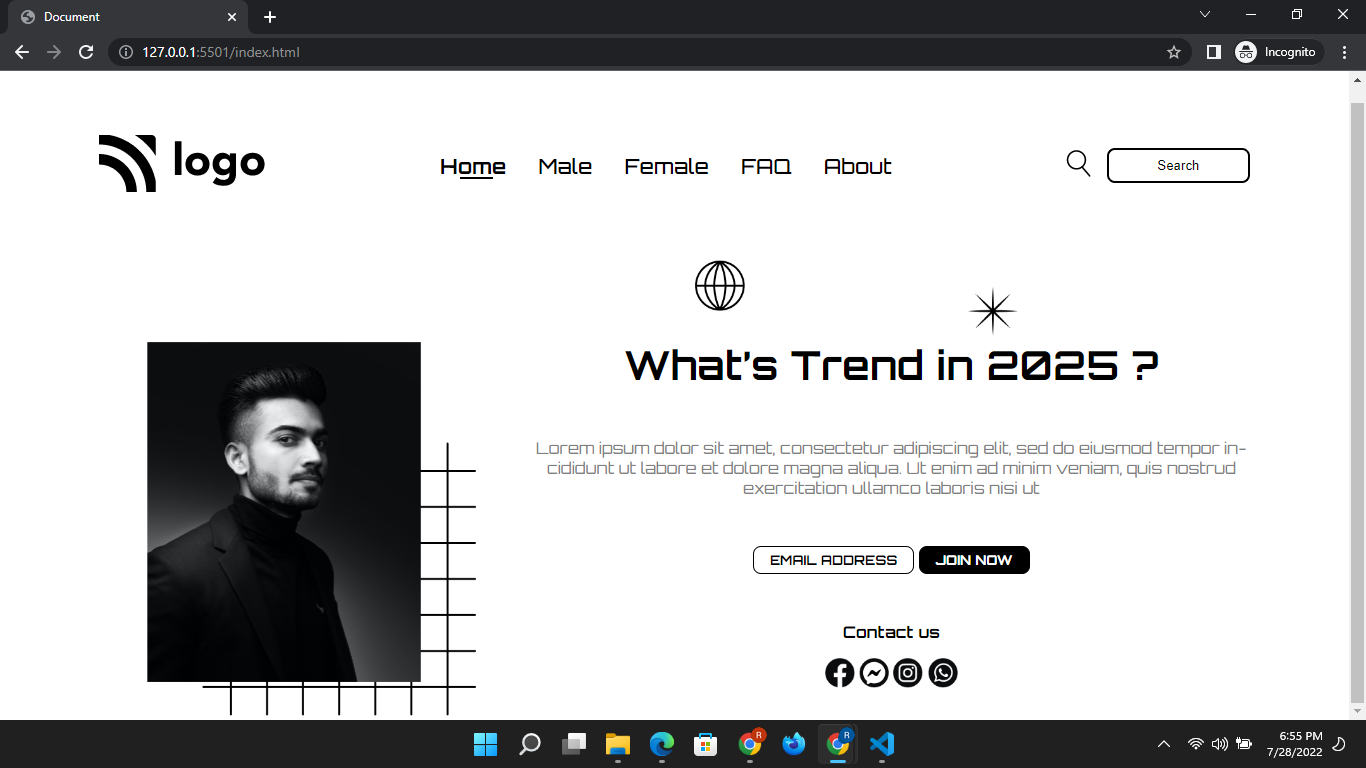 Document
127.0.0.1:5501/index.html
Incognito
logo
Home Male Female FAQ About
Search
What's Trend in 2025 ?
Lorem ipsum dolor sit amet, consectetur adipiscing elit, sed do eiusmod tempor in-
cididunt ut labore et dolore magna aliqua. Ut enim ad minim veniam, quis nostrud
exercitation ullamco laboris nisi ut
EMAIL ADDRESS JOIN NOW
Contact us
R
R
6:55 PM
7/28/2022